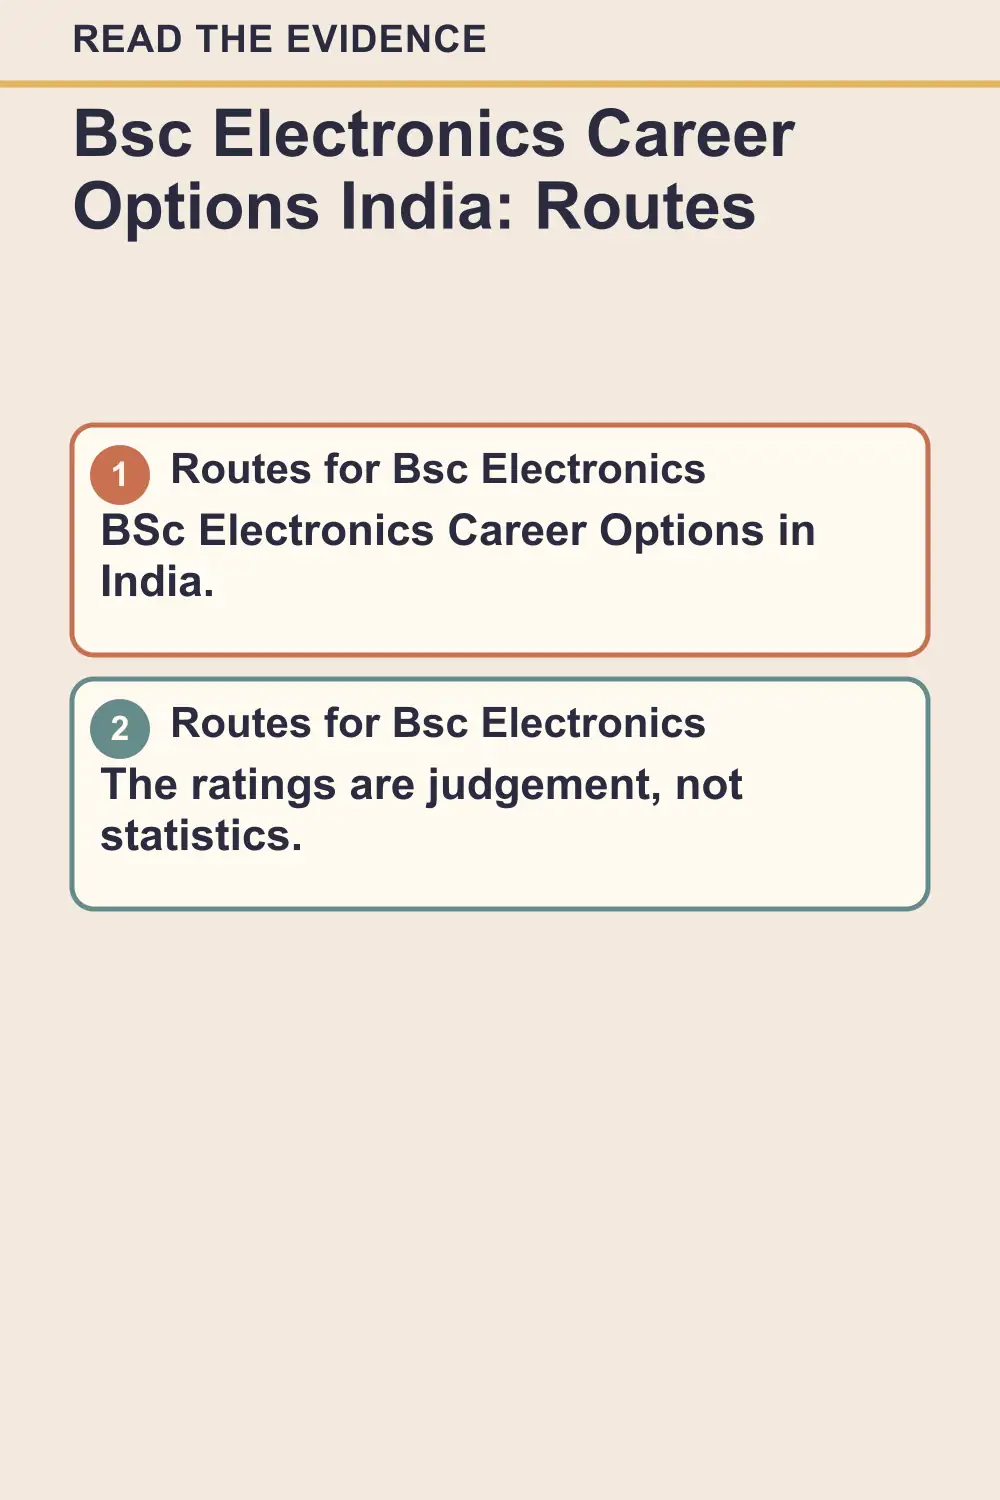 READ THE EVIDENCE
Bsc Electronics Career
Options India: Routes
1 Routes for Bsc Electronics
BSc Electronics Career Options in
India.
2 Routes for Bsc Electronics
The ratings are judgement, not
statistics.